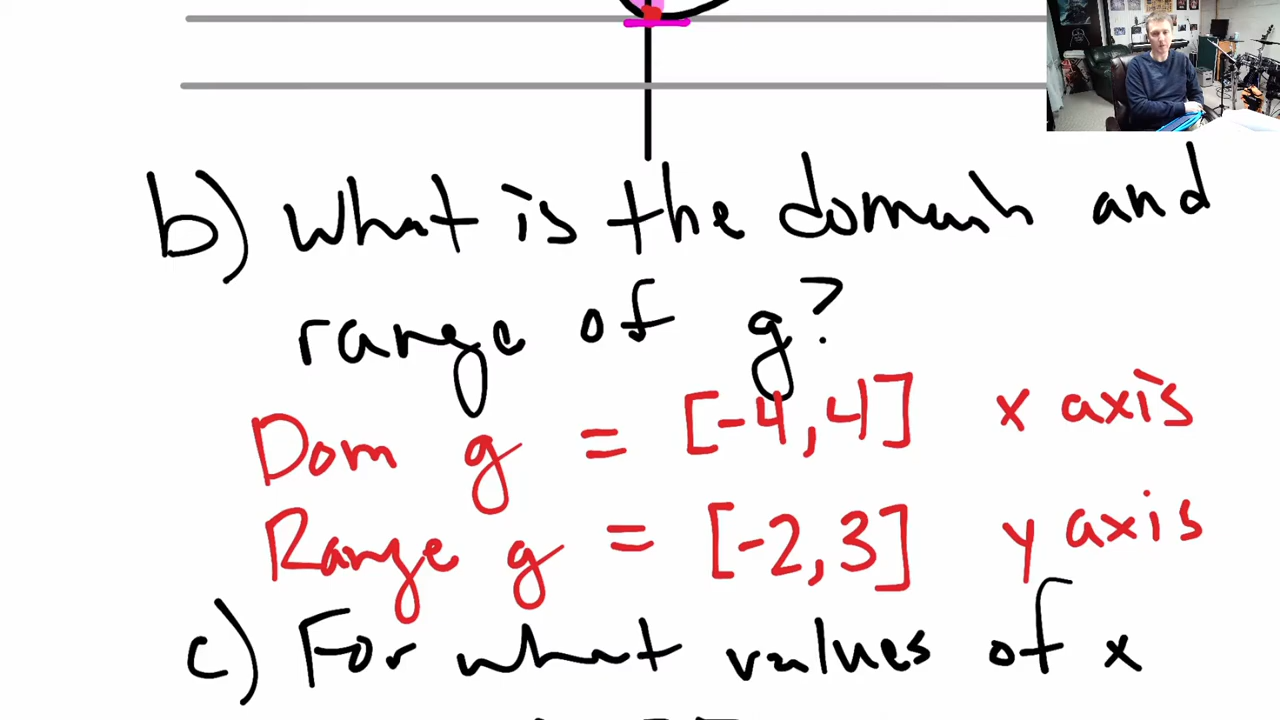 b) What is the domain and
range of g?
Dom g = [-4,4] x axis
Range g = [-2,3] y axis
c) For what values of x